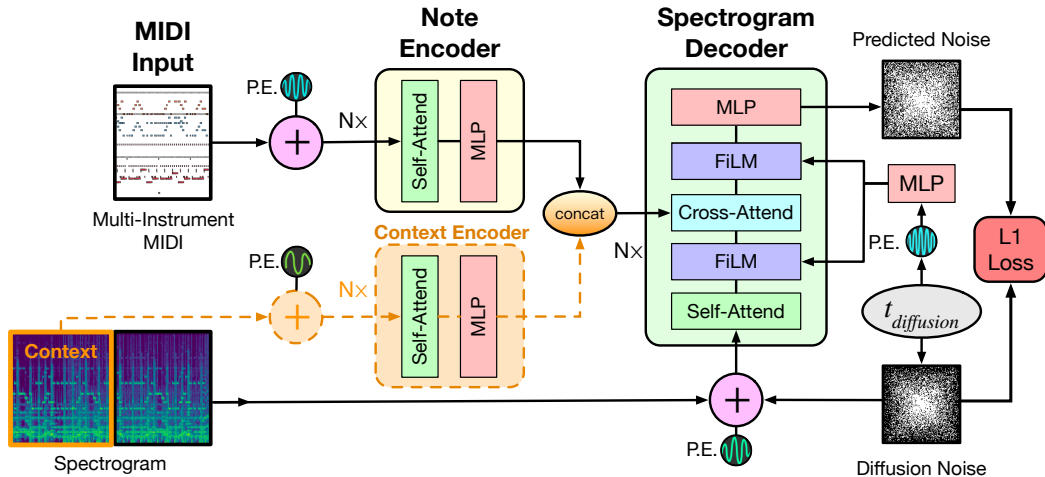 MIDI
Input
Note
Encoder
Spectrogram
Decoder
Predicted Noise
P.E.
N×
Self-Attend
MLP
MLP
FiLM
Cross-Attend
FiLM
Self-Attend
N×
MLP
P.E.
L1
Loss
concat
Multi-Instrument
MIDI
Context Encoder
P.E.
N×
Self-Attend
MLP
t diffusion
Context
P.E.
Spectrogram
Diffusion Noise